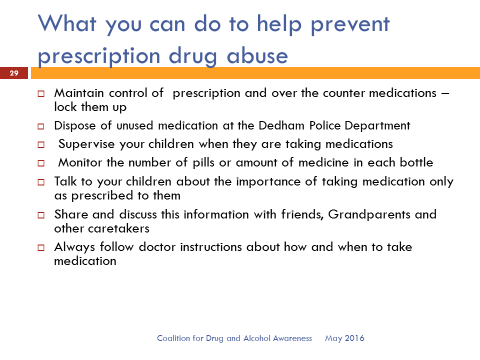 What you can do to help prevent
prescription drug abuse
29
Maintain control of prescription and over the counter medications –
lock them up
Dispose of unused medication at the Dedham Police Department
Supervise your children when they are taking medications
Monitor the number of pills or amount of medicine in each bottle
Talk to your children about the importance of taking medication only
as prescribed to them
Share and discuss this information with friends, Grandparents and
other caretakers
Always follow doctor instructions about how and when to take
medication
Coalition for Drug and Alcohol Awareness May 2016